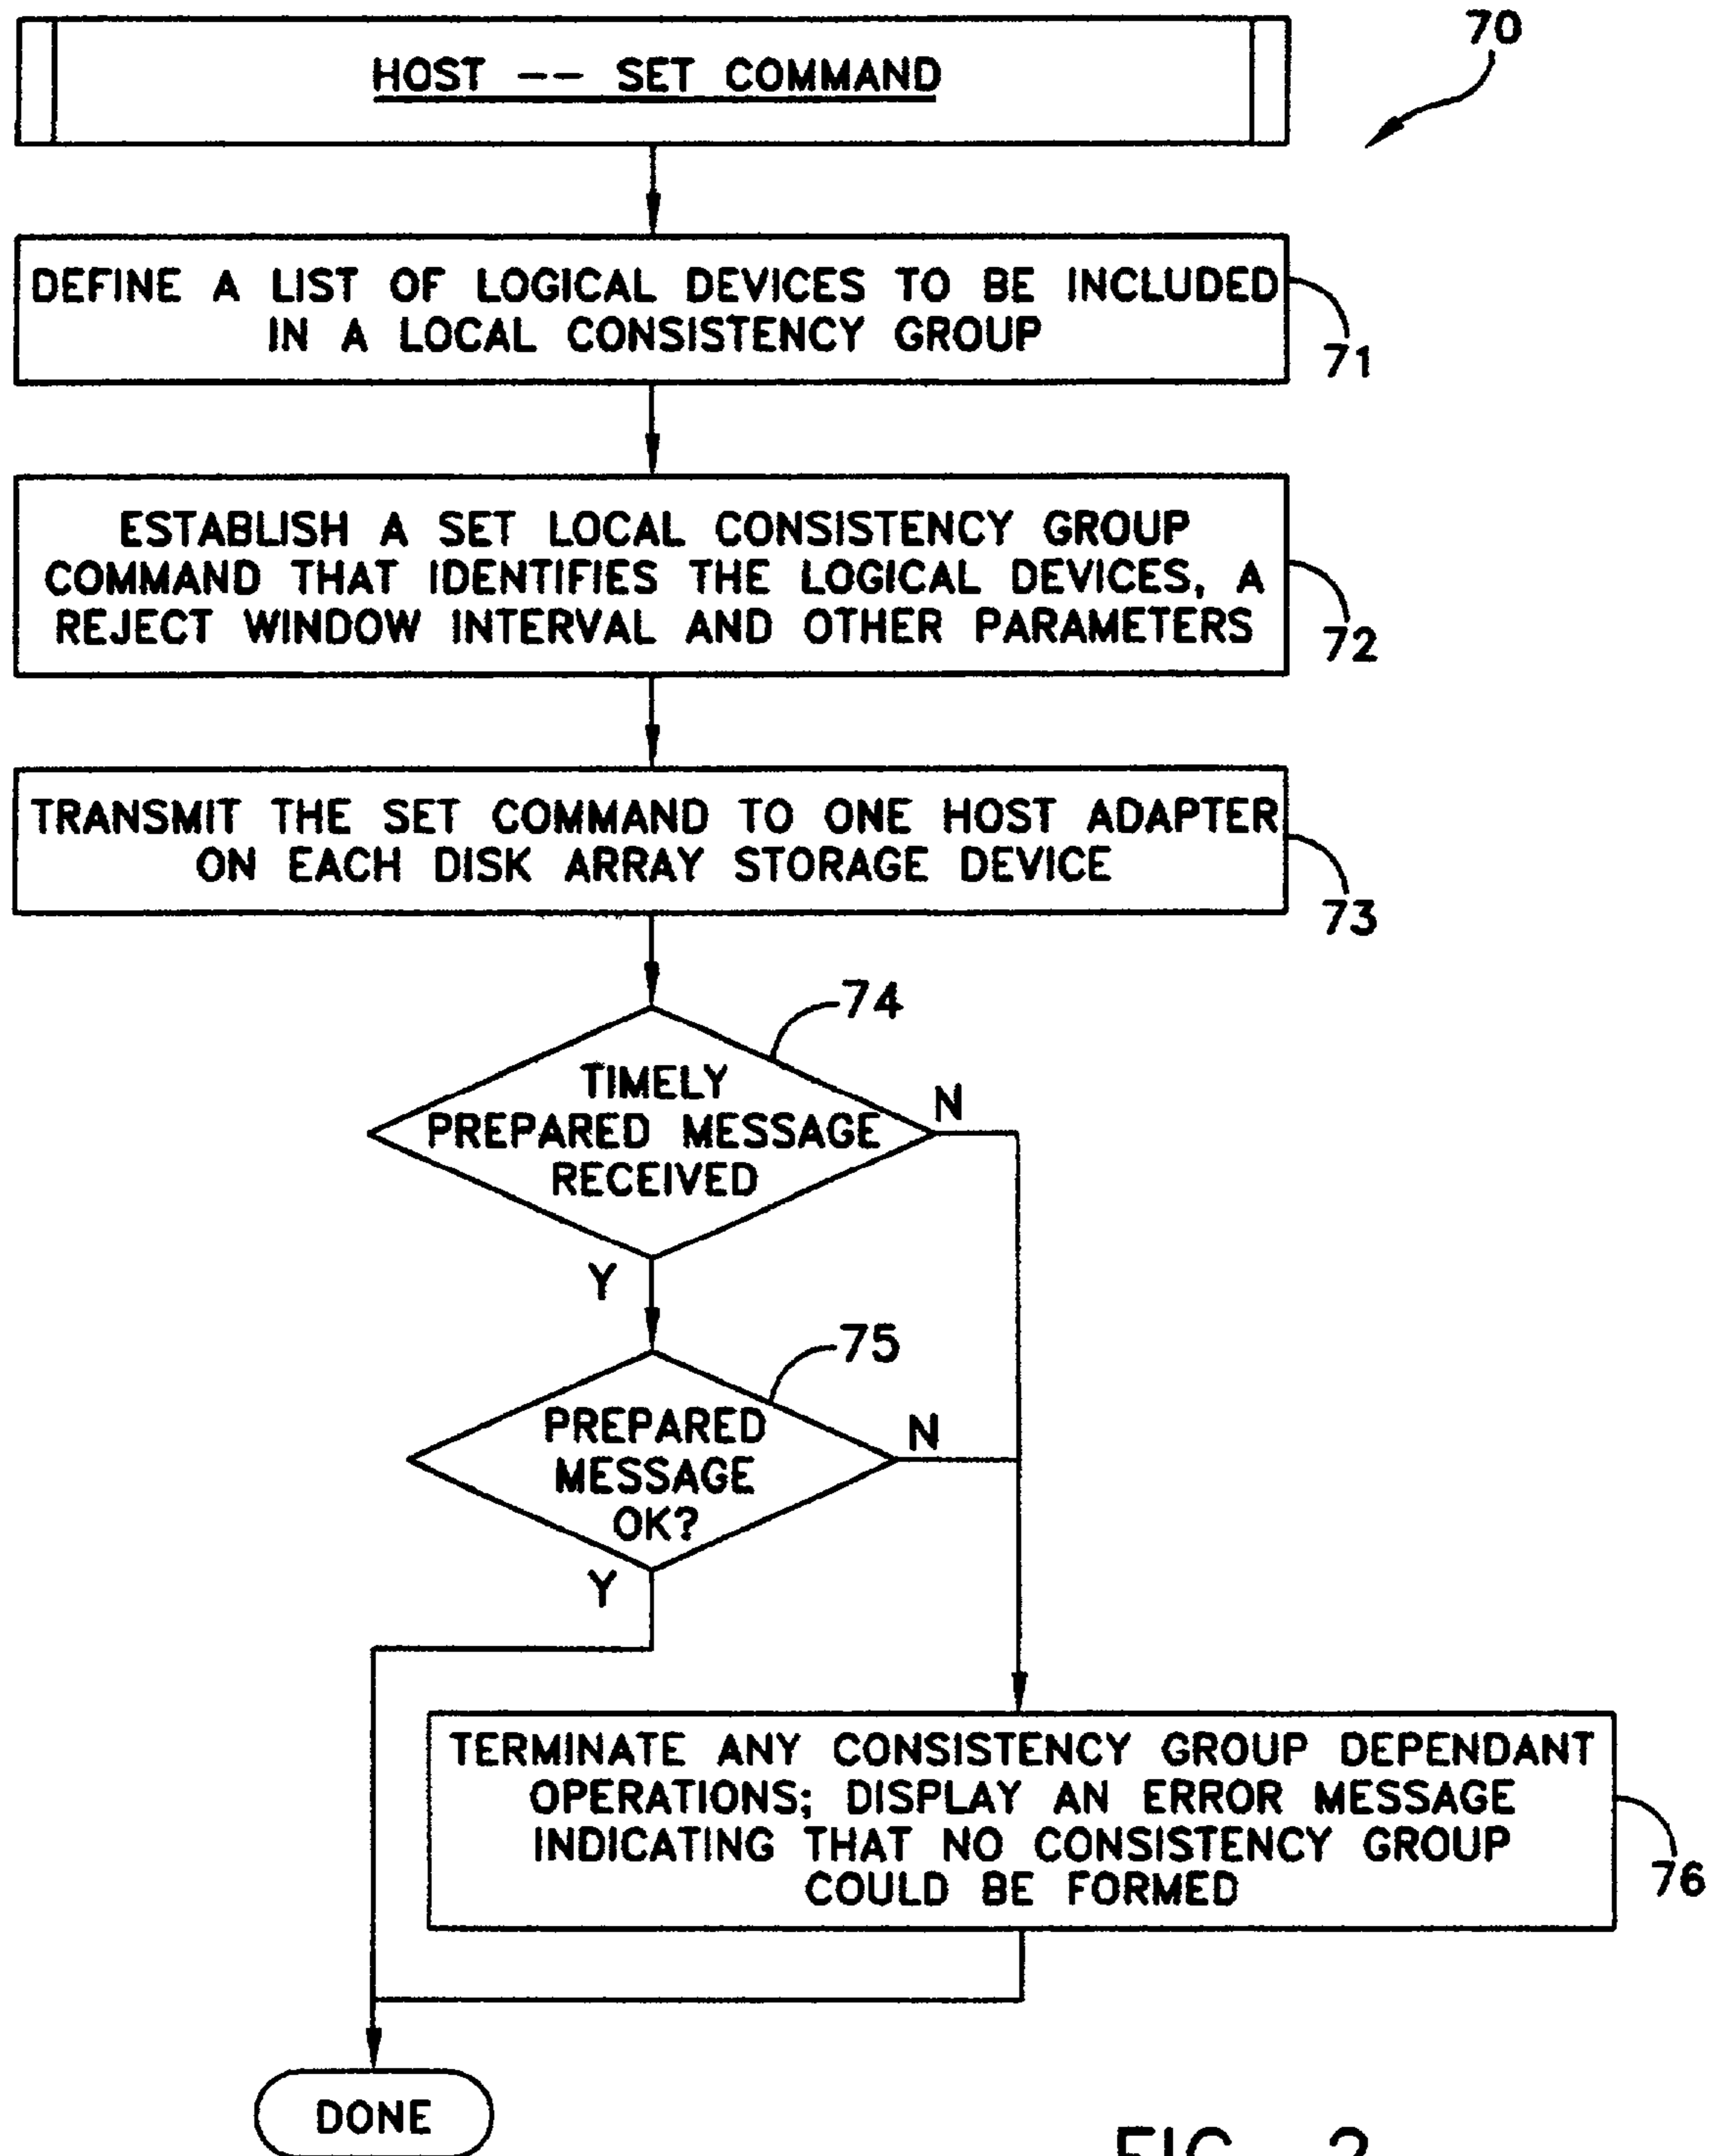 HOST -- SET COMMAND
70
DEFINE A LIST OF LOGICAL DEVICES TO BE INCLUDED
IN A LOCAL CONSISTENCY GROUP
71
ESTABLISH A SET LOCAL CONSISTENCY GROUP
COMMAND THAT IDENTIFIES THE LOGICAL DEVICES, A
REJECT WINDOW INTERVAL AND OTHER PARAMETERS
72
TRANSMIT THE SET COMMAND TO ONE HOST ADAPTER
ON EACH DISK ARRAY STORAGE DEVICE
73
74
TIMELY
PREPARED MESSAGE
RECEIVED
N
Y
75
PREPARED
MESSAGE
OK?
N
Y
TERMINATE ANY CONSISTENCY GROUP DEPENDANT
OPERATIONS; DISPLAY AN ERROR MESSAGE
INDICATING THAT NO CONSISTENCY GROUP
COULD BE FORMED
76
DONE